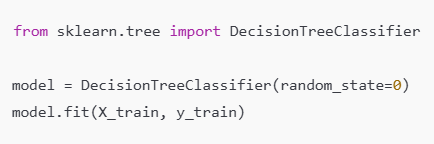 from sklearn.tree import DecisionTreeClassifier
model = DecisionTreeClassifier(random_state=0)
model.fit(X_train, y_train)